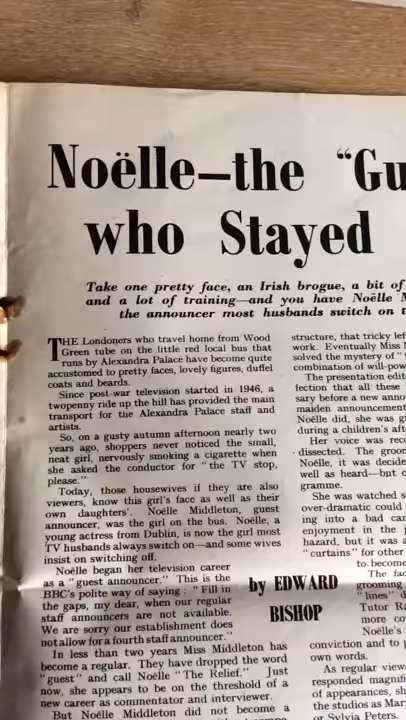 Noëlle—the “Gu
who Stayed
Take one pretty face, an Irish brogue, a bit of
and a lot of training—and you have Noëlle M
the announcer most husbands switch on t
THE Londoners who travel home from Wood
Green tube on the little red local bus that
runs by Alexandra Palace have become quite
accustomed to pretty faces, lovely figures, duffel
coats and beards.
Since post-war television started in 1946, a
twopenny ride up the hill has provided the main
transport for the Alexandra Palace staff and
artists.
So, on a gusty autumn afternoon nearly two
years ago, shoppers never noticed the small,
neat girl, nervously smoking a cigarette when
she asked the conductor for “the TV stop,
please.”
Today, those housewives if they are also
viewers, know this girl's face as well as their
own daughters'. Noëlle Middleton, guest
announcer, was the girl on the bus. Noëlle, a
young actress from Dublin, is now the girl most
TV husbands always switch on—and some wives
insist on switching off.
Noëlle began her television career
as a “guest announcer.” This is the
BBC's polite way of saying: “Fill in
the gaps, my dear, when our regular
staff announcers are not available.
We are sorry our establishment does
not allow for a fourth staff announcer.”
In less than two years Miss Middleton has
become a regular. They have dropped the word
“guest” and call Noëlle “The Relief.” Just
now, she appears to be on the threshold of a
new career as commentator and interviewer.
But Noëlle Middleton did not become a
by EDWARD
BISHOP
structure, that tricky lef
work. Eventually Miss
solved the mystery of “
combination of will-pow
The presentation edit
fection that all these
sary before a new anno
maiden announcement
Noëlle did, she was gi
during a children's aft
Her voice was rec
dissected. The groom
Noëlle, it was decide
well as heard—but o
gramme.
She was watched s
over-dramatic could
ing into a bad car
enjoyment in the j
hazard, but it was a
“curtains” for other
to become
The fac
grooming
“lines” d
Tutor Ra
more co
Noëlle's
conviction and to p
own words.
As regular view
responded magnifi
of appearances, sh
the studios as Mar
or Sylvia Peters.